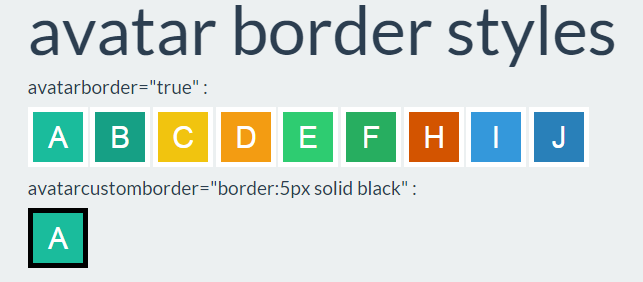 avatar border styles
avatarborder="true" :
A B C D E F H I J
avatarcustomborder="border:5px solid black" :
A